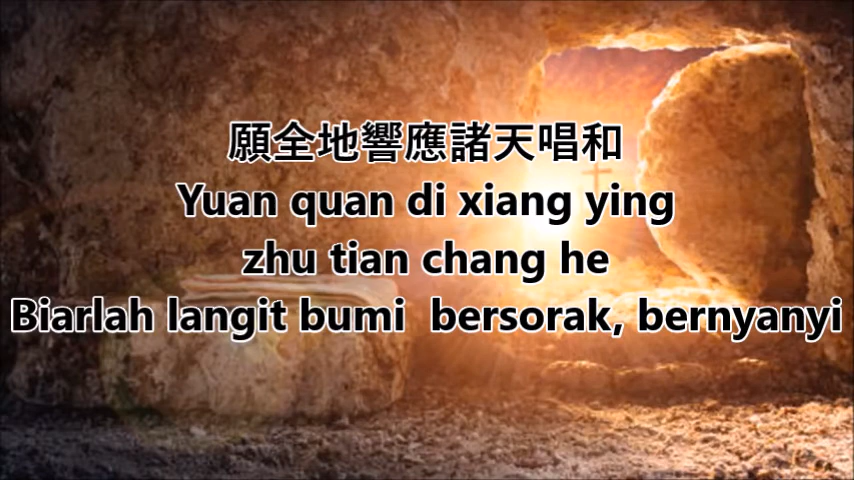 願全地響應諸天唱和
Yuan quan di xiang ying
zhu tian chang he
Biarlah langit bumi  bersorak, bernyanyi